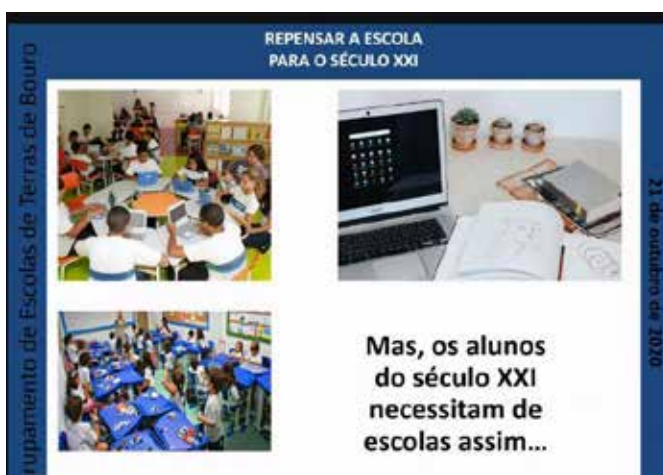 REPENSAR A ESCOLA
PARA O SÉCULO XXI
rupamento de Escolas de Terras de Bouro
21 de outubro de 2020
Mas, os alunos
do século XXI
necessitam de
escolas assim...